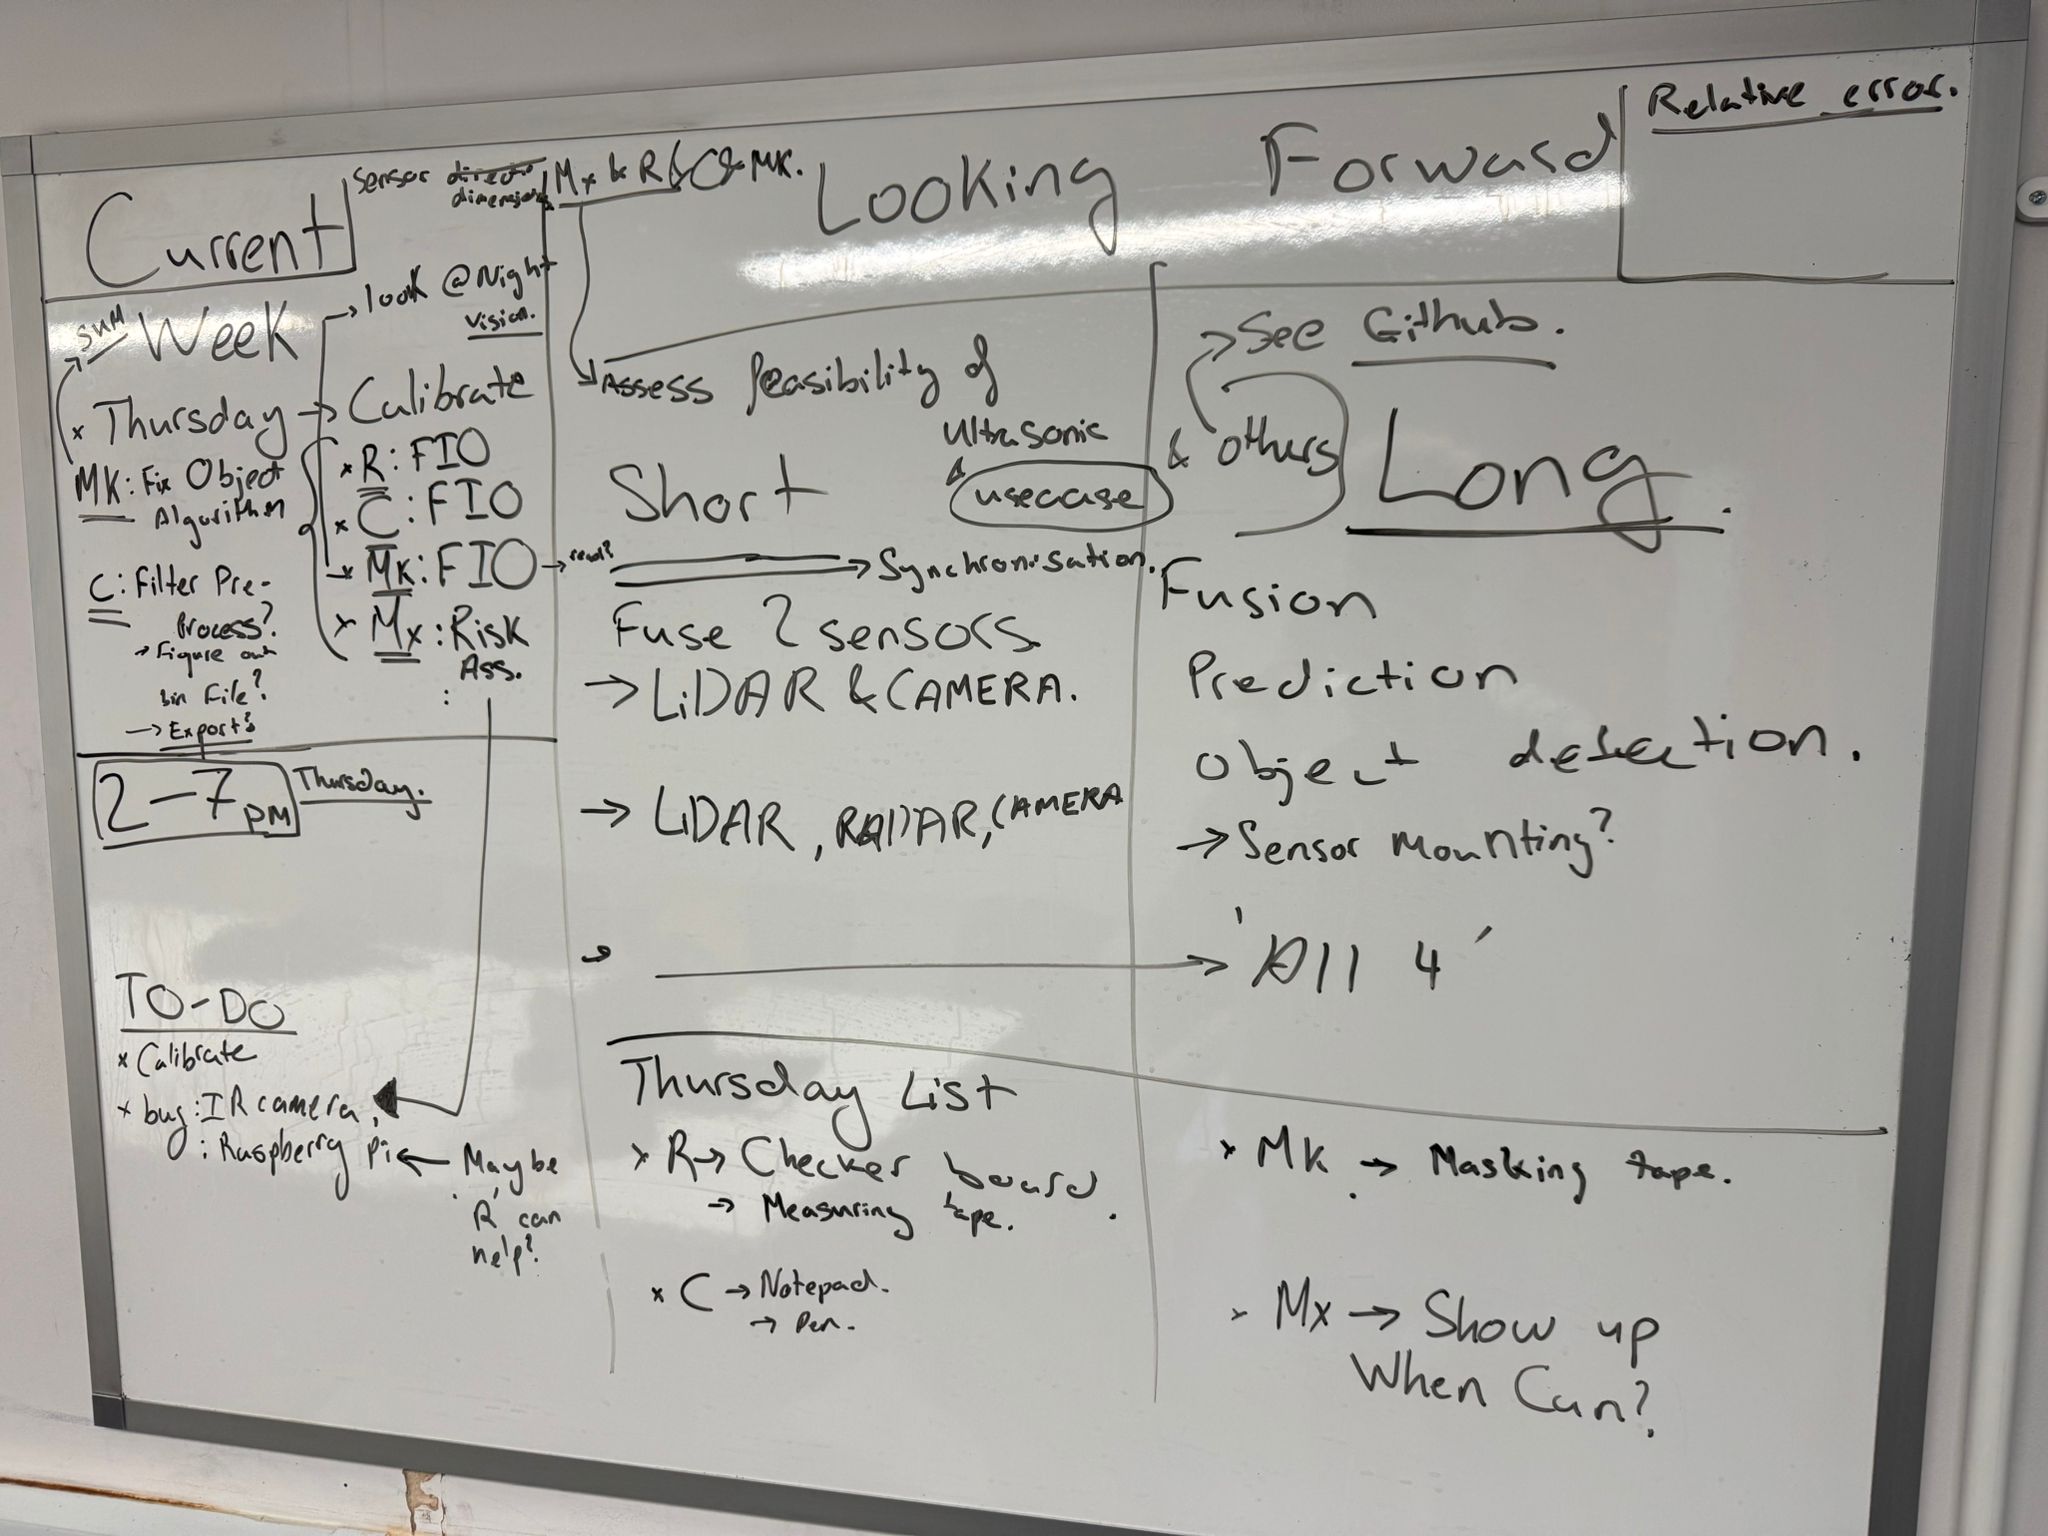 Current
sensor direction
dimensions
Mx & R & C & MK.
Looking Forward
Relative error.
SUM
Week
→ look @ Night
Vision.
x Thursday → Calibrate
MK: Fix Object
Algorithm
x R: FIO
x C: FIO
x Mk: FIO → read?
x Mx: Risk
Ass.
:
C: Filter Pre-
Process?
→ Figure out
bin File?
→ Export?
2-7 pm Thursday.
TO-DO
x Calibrate
x bug: IR camera,
: Raspberry Pi ← Maybe
R can
help?
Assess feasibility of
Ultrasonic
usecase
& others
→ See Github.
Short
→ Synchronisation.
Fuse 2 sensors.
→ LiDAR & CAMERA.
→ LiDAR, RADAR, CAMERA
Long.
Fusion
Prediction
Object detection.
→ Sensor mounting?
→ 'All 4'
Thursday List
x R → Checker board.
→ Measuring tape.
x C → Notepad.
→ Pen.
x Mk → Masking tape.
x Mx → Show up
When Can?